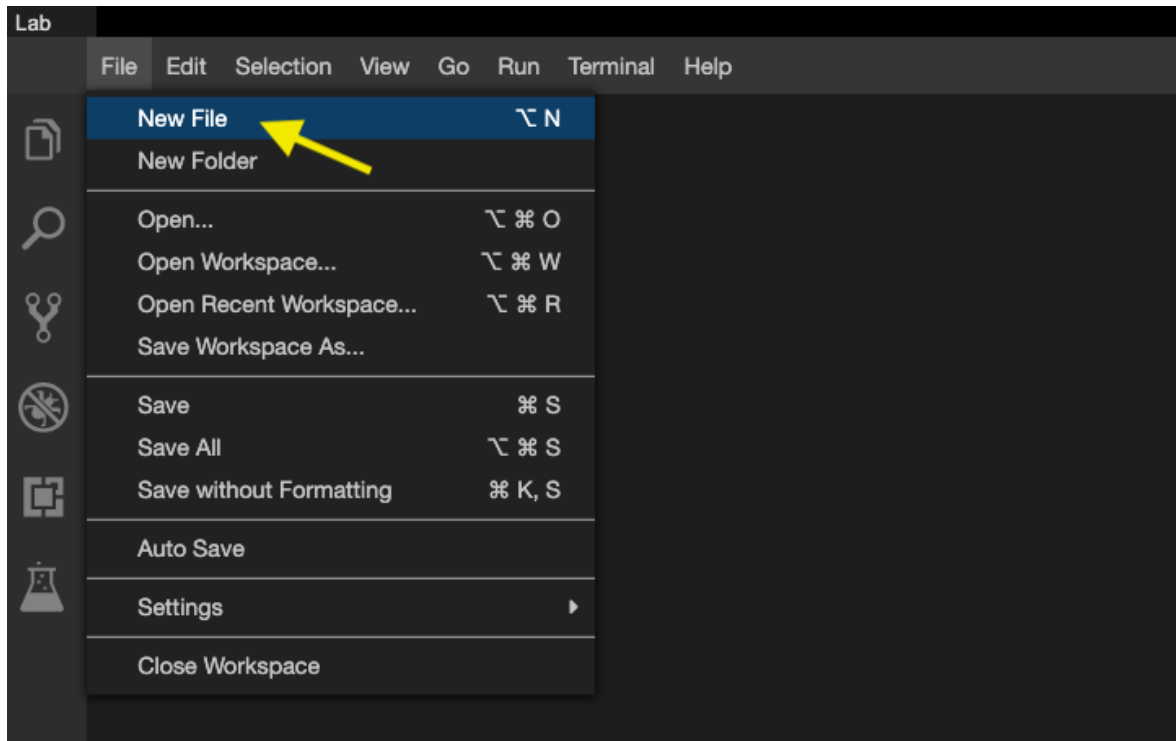 Lab
File Edit Selection View Go Run Terminal Help
New File ⌥ N
New Folder
Open... ⌥ ⌘ O
Open Workspace... ⌥ ⌘ W
Open Recent Workspace... ⌥ ⌘ R
Save Workspace As...
Save ⌘ S
Save All ⌥ ⌘ S
Save without Formatting ⌘ K, S
Auto Save
Settings
Close Workspace